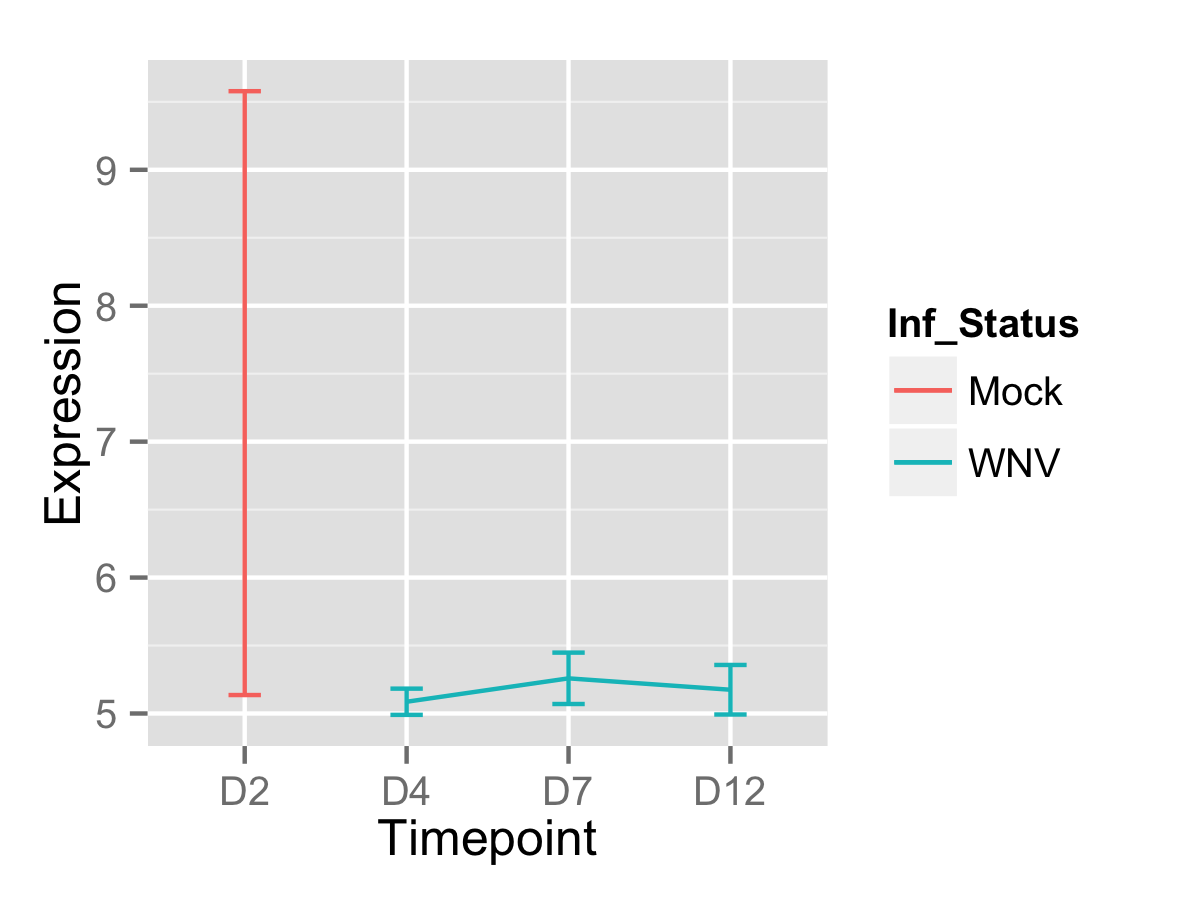 Expression
9
8
7
6
5
D2 D4 D7 D12
Timepoint
Inf_Status
Mock
WNV